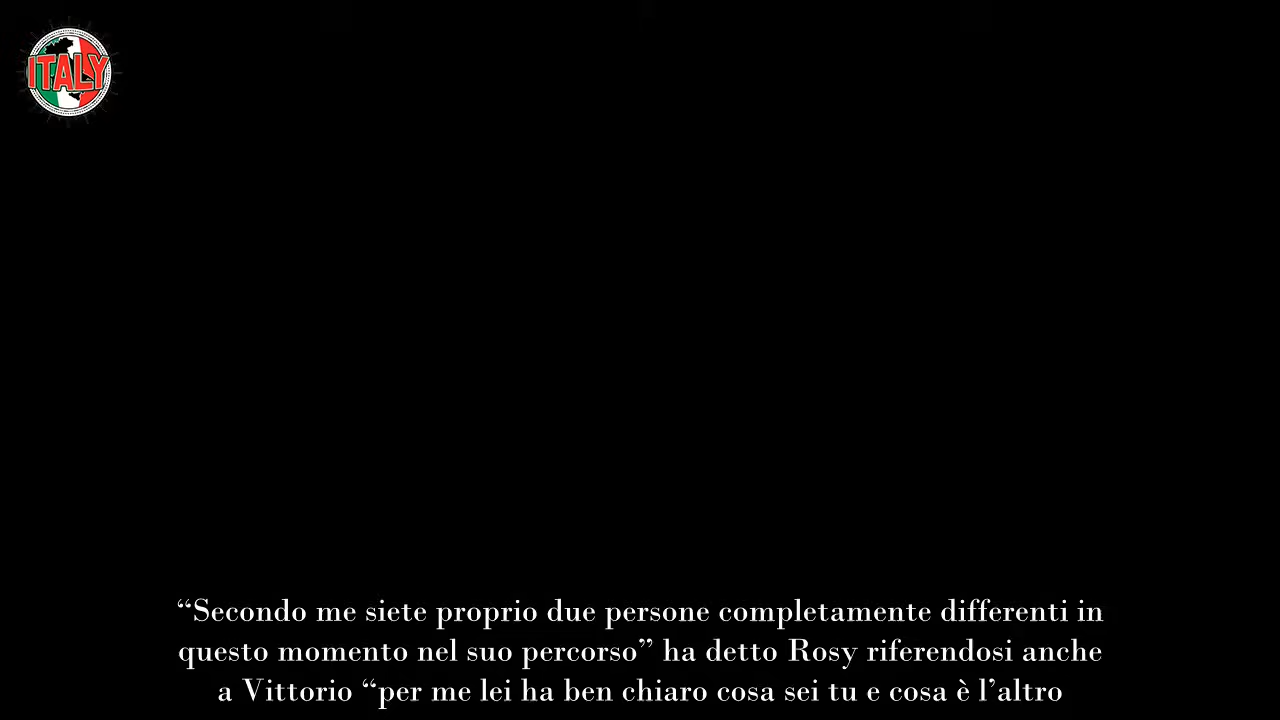 ITALY
“Secondo me siete proprio due persone completamente differenti in
questo momento nel suo percorso” ha detto Rosy riferendosi anche
a Vittorio “per me lei ha ben chiaro cosa sei tu e cosa è l’altro